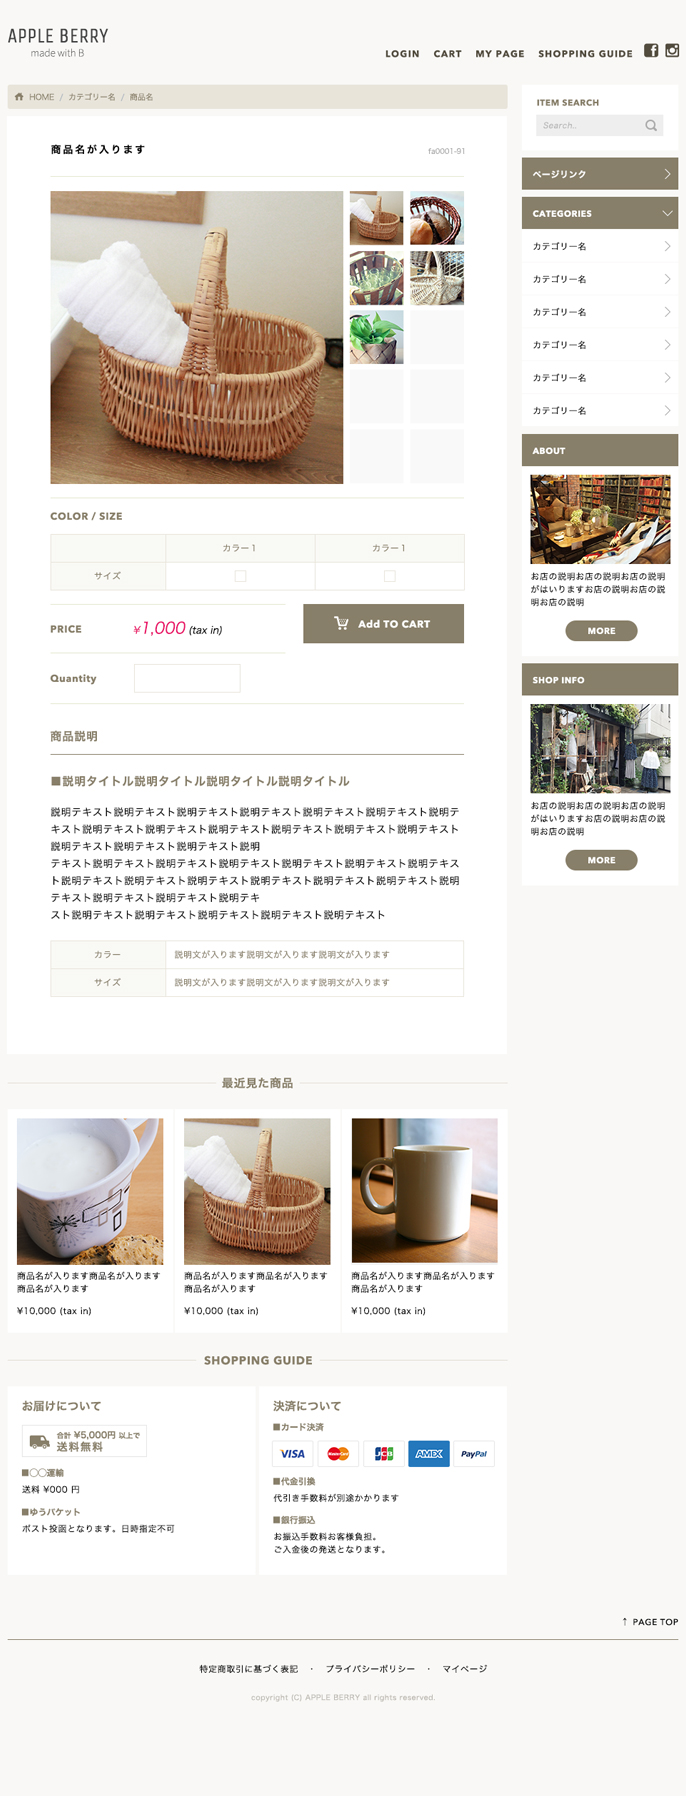 APPLE BERRY
made with B
LOGIN CART MY PAGE SHOPPING GUIDE
HOME / カテゴリー名 / 商品名
商品名が入ります
fa0001-91
COLOR / SIZE
カラー1 カラー1
サイズ
PRICE ¥1,000 (tax in)
Add TO CART
Quantity
商品説明
■説明タイトル説明タイトル説明タイトル説明タイトル
説明テキスト説明テキスト説明テキスト説明テキスト説明テキスト説明テキスト説明テ
キスト説明テキスト説明テキスト説明テキスト説明テキスト説明テキスト説明テキスト
説明テキスト説明テキスト説明テキスト説明
テキスト説明テキスト説明テキスト説明テキスト説明テキスト説明テキスト説明テキス
ト説明テキスト説明テキスト説明テキスト説明テキスト説明テキスト説明テキスト説明
テキスト説明テキスト説明テキスト説明テキ
スト説明テキスト説明テキスト説明テキスト説明テキスト説明テキスト
カラー 説明文が入ります説明文が入ります説明文が入ります
サイズ 説明文が入ります説明文が入ります説明文が入ります
ITEM SEARCH
Search..
ページリンク
CATEGORIES
カテゴリー名
カテゴリー名
カテゴリー名
カテゴリー名
カテゴリー名
カテゴリー名
ABOUT
お店の説明お店の説明お店の説明
がはいりますお店の説明お店の説
明お店の説明
MORE
SHOP INFO
お店の説明お店の説明お店の説明
がはいりますお店の説明お店の説
明お店の説明
MORE
最近見た商品
商品名が入ります商品名が入ります
商品名が入ります
¥10,000 (tax in)
商品名が入ります商品名が入ります
商品名が入ります
¥10,000 (tax in)
商品名が入ります商品名が入ります
商品名が入ります
¥10,000 (tax in)
SHOPPING GUIDE
お届けについて
合計 ¥5,000円 以上で
送料無料
■〇〇運輸
送料 ¥000 円
■ゆうパケット
ポスト投函となります。日時指定不可
決済について
■カード決済
VISA MasterCard JCB AMEX PayPal
■代金引換
代引き手数料が別途かかります
■銀行振込
お振込手数料お客様負担。
ご入金後の発送となります。
↑ PAGE TOP
特定商取引に基づく表記 ・ プライバシーポリシー ・ マイページ
copyright (C) APPLE BERRY all rights reserved.